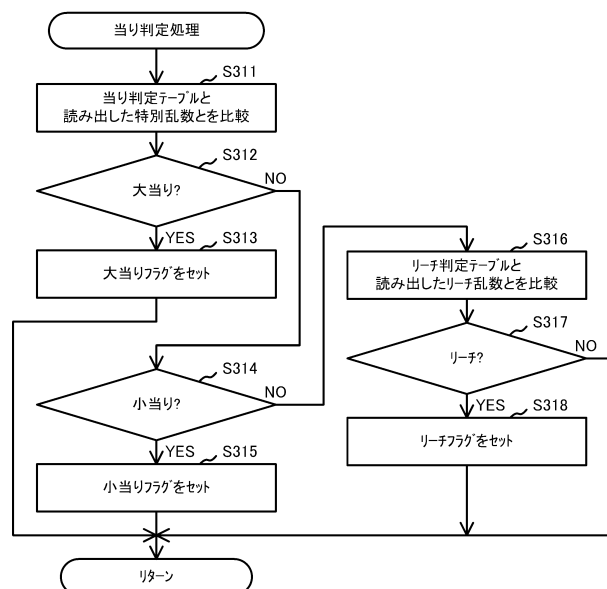 当り判定処理
S311
当り判定テーブルと
読み出した特別乱数とを比較
S312
大当り?
NO
YES
S313
大当りフラグをセット
S314
小当り?
NO
YES
S315
小当りフラグをセット
S316
リーチ判定テーブルと
読み出したリーチ乱数とを比較
S317
リーチ?
NO
YES
S318
リーチフラグをセット
リターン